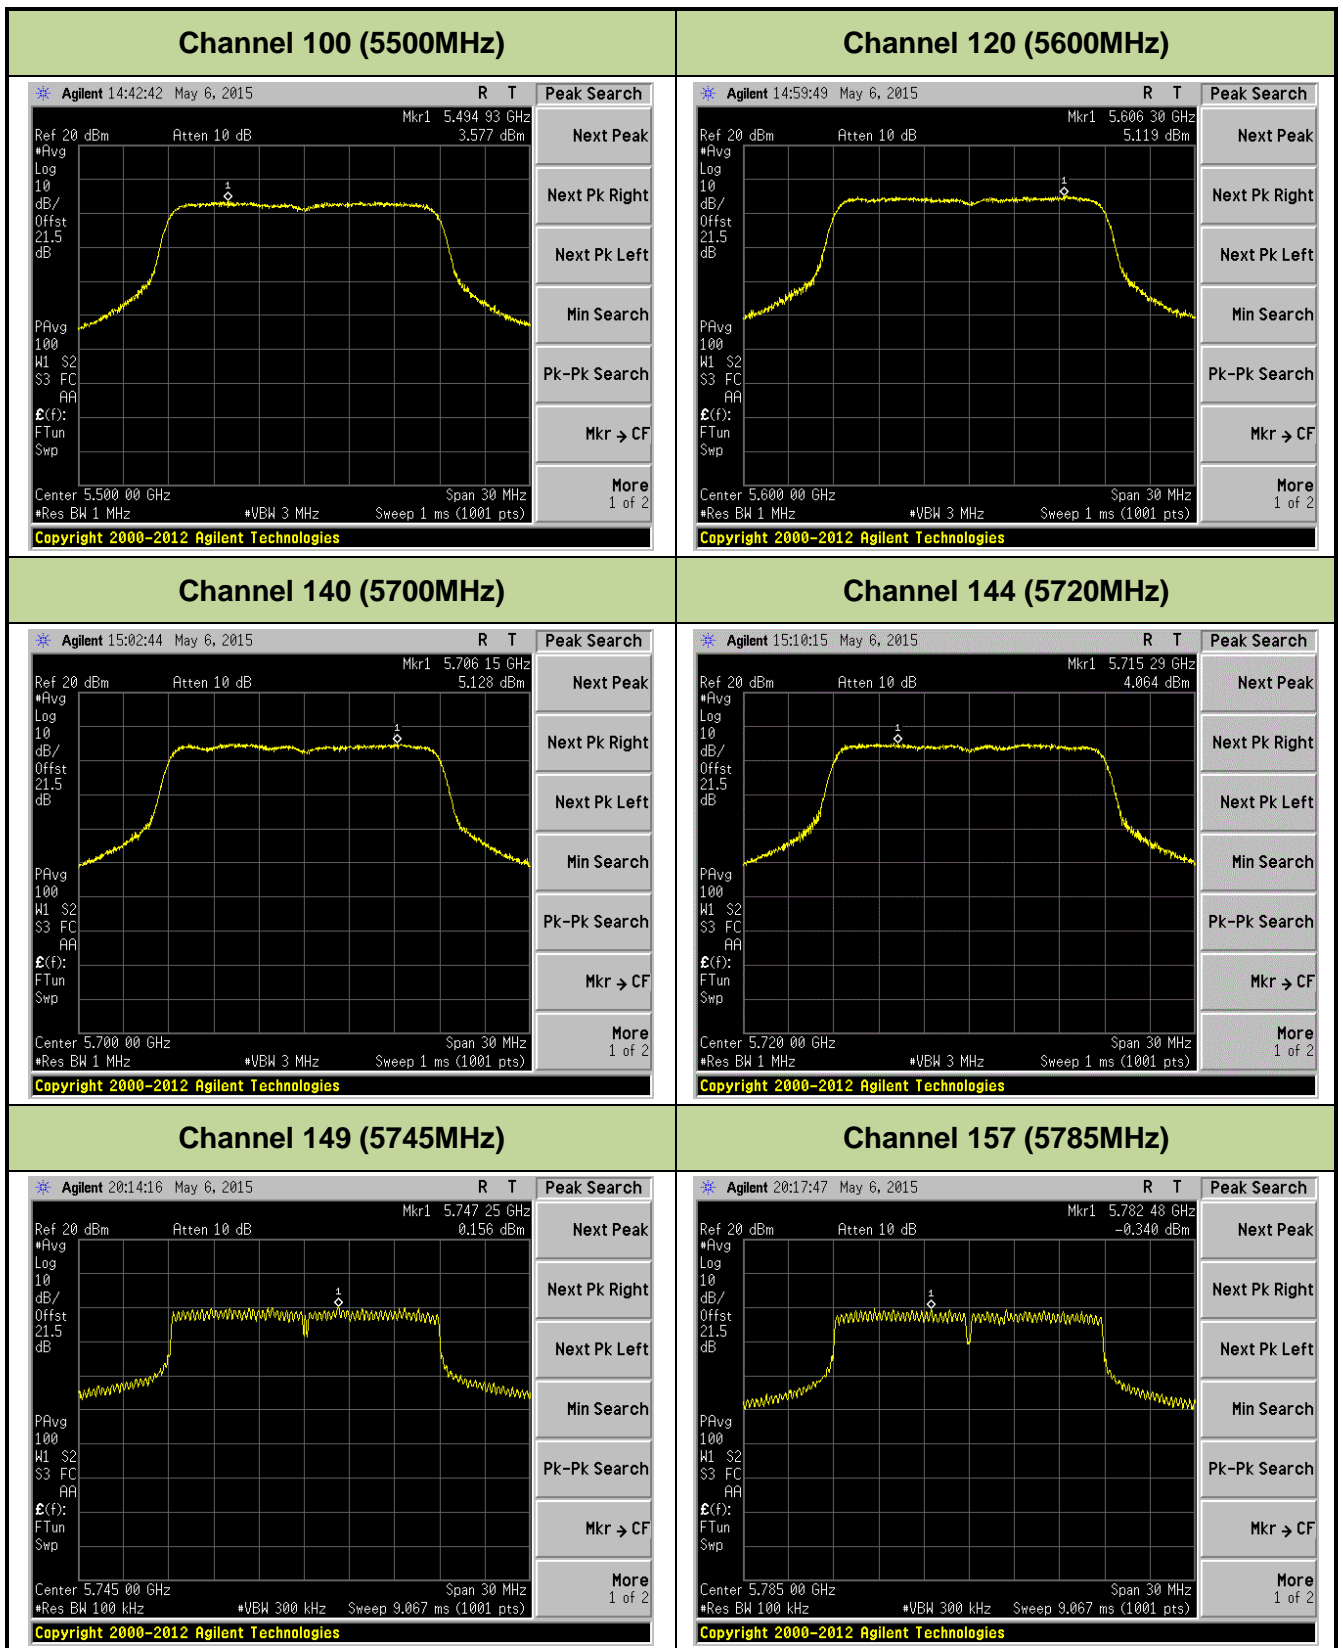 Channel 100 (5500MHz)
Agilent 14:42:42 May 6, 2015 R T Peak Search
Mkr1 5.494 93 GHz
Ref 20 dBm Atten 10 dB 3.577 dBm
#Avg
Log
10
dB/
Offst
21.5
dB
PAvg
100
W1 S2
S3 FC
AA
£(f):
FTun
Swp
1
Center 5.500 00 GHz Span 30 MHz
#Res BW 1 MHz #VBW 3 MHz Sweep 1 ms (1001 pts)
Next Peak
Next Pk Right
Next Pk Left
Min Search
Pk-Pk Search
Mkr → CF
More
1 of 2
Copyright 2000-2012 Agilent Technologies
Channel 120 (5600MHz)
Agilent 14:59:49 May 6, 2015 R T Peak Search
Mkr1 5.606 30 GHz
Ref 20 dBm Atten 10 dB 5.119 dBm
#Avg
Log
10
dB/
Offst
21.5
dB
PAvg
100
W1 S2
S3 FC
AA
£(f):
FTun
Swp
1
Center 5.600 00 GHz Span 30 MHz
#Res BW 1 MHz #VBW 3 MHz Sweep 1 ms (1001 pts)
Next Peak
Next Pk Right
Next Pk Left
Min Search
Pk-Pk Search
Mkr → CF
More
1 of 2
Copyright 2000-2012 Agilent Technologies
Channel 140 (5700MHz)
Agilent 15:02:44 May 6, 2015 R T Peak Search
Mkr1 5.706 15 GHz
Ref 20 dBm Atten 10 dB 5.128 dBm
#Avg
Log
10
dB/
Offst
21.5
dB
PAvg
100
W1 S2
S3 FC
AA
£(f):
FTun
Swp
1
Center 5.700 00 GHz Span 30 MHz
#Res BW 1 MHz #VBW 3 MHz Sweep 1 ms (1001 pts)
Next Peak
Next Pk Right
Next Pk Left
Min Search
Pk-Pk Search
Mkr → CF
More
1 of 2
Copyright 2000-2012 Agilent Technologies
Channel 144 (5720MHz)
Agilent 15:10:15 May 6, 2015 R T Peak Search
Mkr1 5.715 29 GHz
Ref 20 dBm Atten 10 dB 4.064 dBm
#Avg
Log
10
dB/
Offst
21.5
dB
PAvg
100
W1 S2
S3 FC
AA
£(f):
FTun
Swp
1
Center 5.720 00 GHz Span 30 MHz
#Res BW 1 MHz #VBW 3 MHz Sweep 1 ms (1001 pts)
Next Peak
Next Pk Right
Next Pk Left
Min Search
Pk-Pk Search
Mkr → CF
More
1 of 2
Copyright 2000-2012 Agilent Technologies
Channel 149 (5745MHz)
Agilent 20:14:16 May 6, 2015 R T Peak Search
Mkr1 5.747 25 GHz
Ref 20 dBm Atten 10 dB 0.156 dBm
#Avg
Log
10
dB/
Offst
21.5
dB
PAvg
100
W1 S2
S3 FC
AA
£(f):
FTun
Swp
1
Center 5.745 00 GHz Span 30 MHz
#Res BW 100 kHz #VBW 300 kHz Sweep 9.067 ms (1001 pts)
Next Peak
Next Pk Right
Next Pk Left
Min Search
Pk-Pk Search
Mkr → CF
More
1 of 2
Copyright 2000-2012 Agilent Technologies
Channel 157 (5785MHz)
Agilent 20:17:47 May 6, 2015 R T Peak Search
Mkr1 5.782 48 GHz
Ref 20 dBm Atten 10 dB -0.340 dBm
#Avg
Log
10
dB/
Offst
21.5
dB
PAvg
100
W1 S2
S3 FC
AA
£(f):
FTun
Swp
1
Center 5.785 00 GHz Span 30 MHz
#Res BW 100 kHz #VBW 300 kHz Sweep 9.067 ms (1001 pts)
Next Peak
Next Pk Right
Next Pk Left
Min Search
Pk-Pk Search
Mkr → CF
More
1 of 2
Copyright 2000-2012 Agilent Technologies